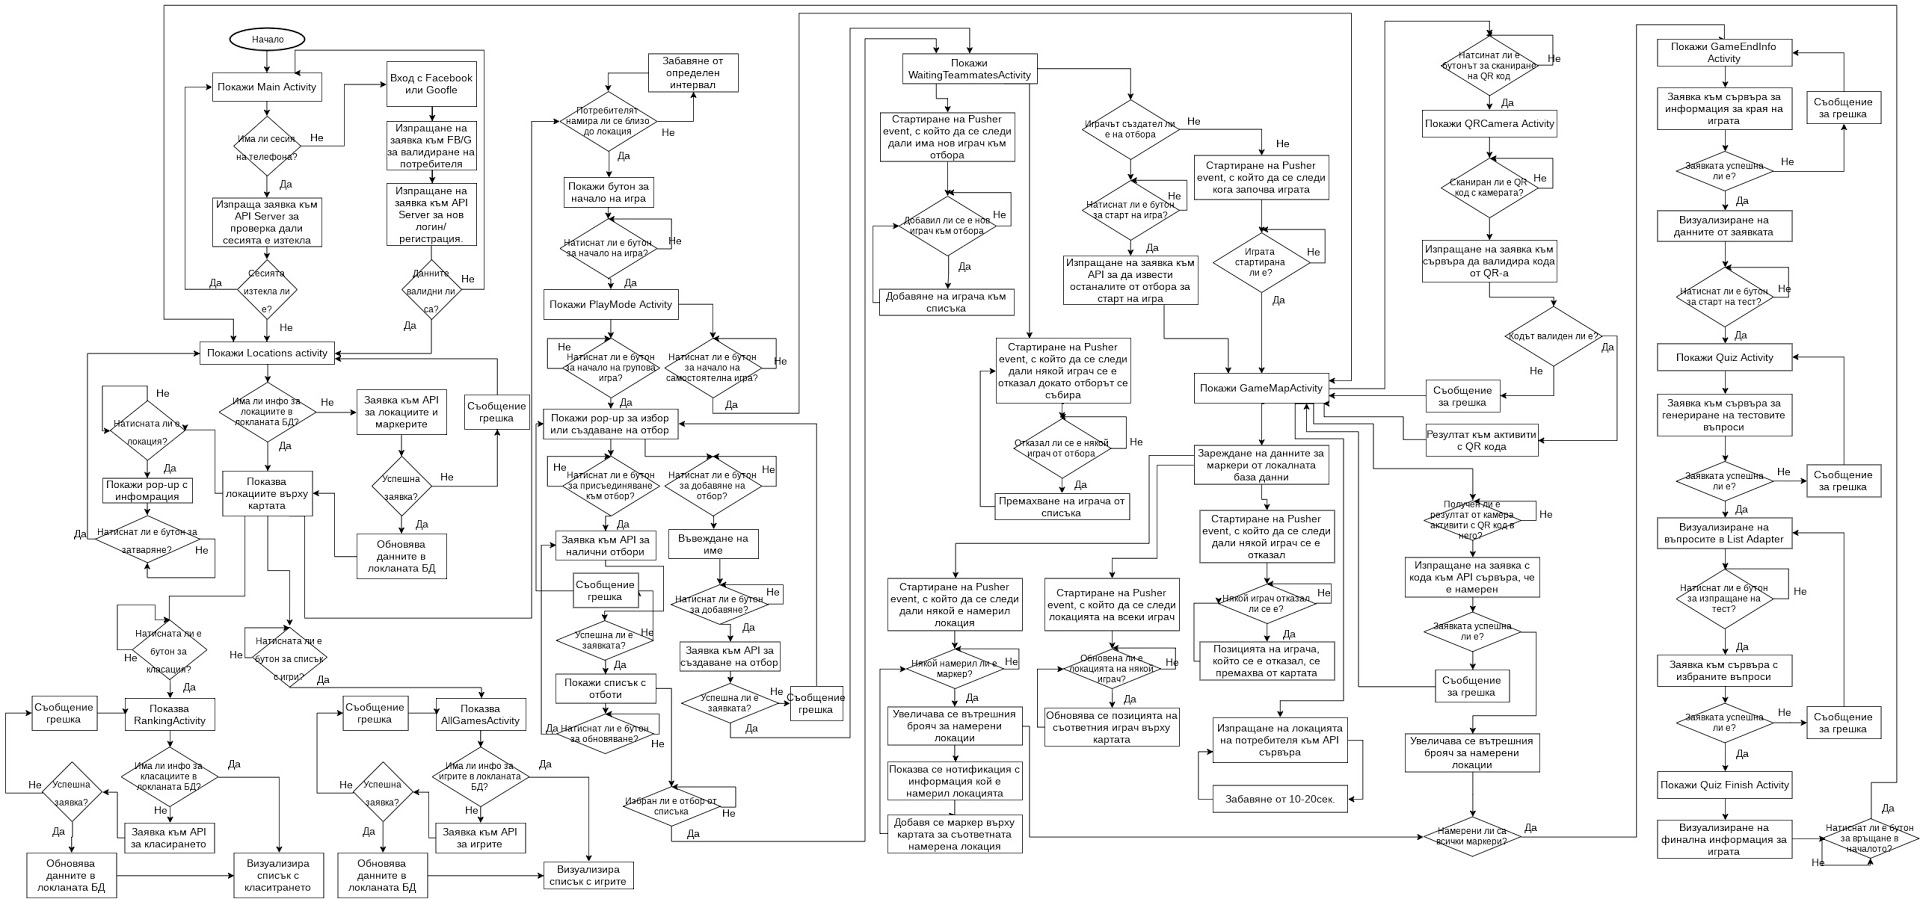 Начало
Покажи Main Activity
Има ли сесия
на телефона?
Не
Да
Изпраща заявка към
API Server за
проверка дали
сесията е изтекла
Сесията
изтекла ли
е?
Да
Не
Вход с Facebook
или Goofle
Изпращане на
заявка към FB/G
за валидиране на
потребителя
Изпращане на
заявка към API
Server за нов
логин/
регистрация.
Данните
валидни ли
са?
Не
Да
Покажи Locations activity
Има ли инфо за
локациите в
локланата БД?
Не
Да
Заявка към API
за локациите и
маркерите
Успешна
заявка?
Не
Да
Съобщение
грешка
Обновява
данните в
локланата БД
Показва
локациите върху
картата
Не
Натисната ли е
локация?
Да
Покажи pop-up с
инфомрация
Натиснат ли е бутон за
затваряне?
Да
Не
Натисната ли е
бутон за
класация?
Не
Да
Натисната ли е
бутон за списък
с игри?
Не
Да
Съобщение
грешка
Показва
RankingActivity
Има ли инфо за
класациите в
локланата БД?
Да
Не
Успешна
заявка?
Не
Да
Заявка към API
за класирането
Обновява
данните в
локланата БД
Визуализира
списък с
класитрането
Съобщение
грешка
Показва
AllGamesActivity
Има ли инфо за
игрите в локланата
БД?
Да
Не
Успешна
заявка?
Не
Да
Заявка към API
за игрите
Обновява
данните в
локланата БД
Визуализира
списък с игрите
Забавяне от
определен
интервал
Потребителят
намира ли се близо
до локация
Не
Да
Покажи бутон за
начало на игра
Натиснат ли е бутон
за начало на игра?
Не
Да
Покажи PlayMode Activity
Не
Натиснат ли е бутон
за начало на групова
игра?
Да
Натиснат ли е бутон
за начало на
самостоятелна игра?
Не
Да
Покажи pop-up за избор
или създаване на отбор
Не
Натиснат ли е бутон
за присъединяване
към отбор?
Да
Натиснат ли е бутон
за добавяне на
отбор?
Не
Да
Заявка към API за
налични отбори
Съобщение
грешка
Успешна ли е
заявката?
Не
Да
Покажи списък с
отботи
Натиснат ли е бутон
за обновяване?
Да
Не
Въвеждане на
име
Натиснат ли е бутон
за добавяне?
Не
Да
Заявка към API за
създаване на отбор
Успешна ли е
заявката?
Не
Да
Съобщение
грешка
Избран ли е отбор от
списъка
Не
Да
Покажи
WaitingTeammatesActivity
Стартиране на Pusher
event, с който да се следи
дали има нов играч към
отбора
Добавил ли се е нов
играч към отбора
Не
Да
Добавяне на играча към
списъка
Играчът създател ли
е на отбора
Не
Не
Да
Натиснат ли е бутон
за старт на игра?
Не
Да
Изпращане на заявка към
API за да извести
останалите от отбора за
старт на игра
Стартиране на Pusher
event, с който да се следи
кога започва играта
Играта
стартирана
ли е?
Не
Да
Стартиране на Pusher
event, с който да се следи
дали някой играч се е
отказал докато отборът се
събира
Отказал ли се е някой
играч от отбора
Не
Да
Премахване на играча от
списъка
Покажи GameMapActivity
Зареждане на данните за
маркери от локалната
база данни
Стартиране на Pusher
event, с който да се следи
дали някой играч се е
отказал
Някой играч отказал
ли се е?
Не
Да
Позицията на играча,
който се е отказал, се
премахва от картата
Стартиране на Pusher
event, с който да се следи
дали някой е намерил
локация
Някой намерил ли е
маркер?
Не
Да
Увеличава се вътрешния
брояч за намерени
локации
Показва се нотификация с
информация кой е
намерил локацията
Добавя се маркер върху
картата за съответната
намерена локация
Стартиране на Pusher
event, с който да се следи
локацията на всеки играч
Обновена ли е
локацията на някой
играч?
Не
Да
Обновява се позицията на
съответния играч върху
картата
Изпращане на локацията
на потребителя към API
сървъра
Забавяне от 10-20сек.
Натсинат ли е
бутонът за сканиране
на QR код
Не
Да
Покажи QRCamera Activity
Сканиран ли е QR
код с камерата?
Не
Да
Изпращане на заявка към
сървъра да валидира кода
от QR-а
Кодът валиден ли е?
Да
Не
Съобщение
за грешка
Резултат към активити
с QR кода
Получен ли е
резултат от камера
активити с QR код в
него?
Не
Да
Изпращане на заявка с
кода към API сървъра, че
е намерен
Заявката успешна
ли е?
Съобщение
за грешка
Увеличава се вътрешния
брояч за намерени
локации
Намерени ли са
всички маркери?
Да
Покажи GameEndInfo
Activity
Заявка към сървъра за
информация за края на
играта
Съобщение
за грешка
Заявката успешна
ли е?
Не
Да
Визуализиране на
данните от заявката
Натиснат ли е бутон
за старт на тест?
Не
Да
Покажи Quiz Activity
Заявка към сървъра за
генериране на тестовите
въпроси
Заявката успешна
ли е?
Не
Да
Съобщение
за грешка
Визуализиране на
въпросите в List Adapter
Натиснат ли е бутон
за изпращане на
тест?
Не
Да
Заявка към сървъра с
избраните въпроси
Заявката успешна
ли е?
Не
Да
Съобщение
за грешка
Покажи Quiz Finish Activity
Визуализиране на
финална информация за
играта
Да
Натиснат ли е бутон
за връщане в
началото?
Не